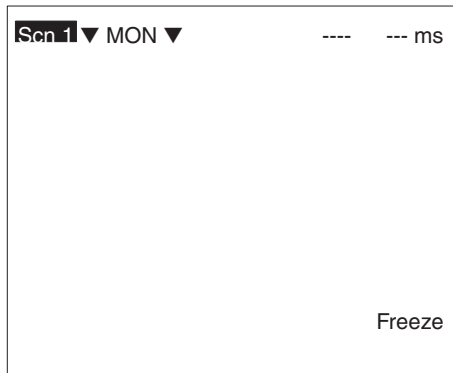 Scn 1 ▼ MON ▼ ---- --- ms
Freeze